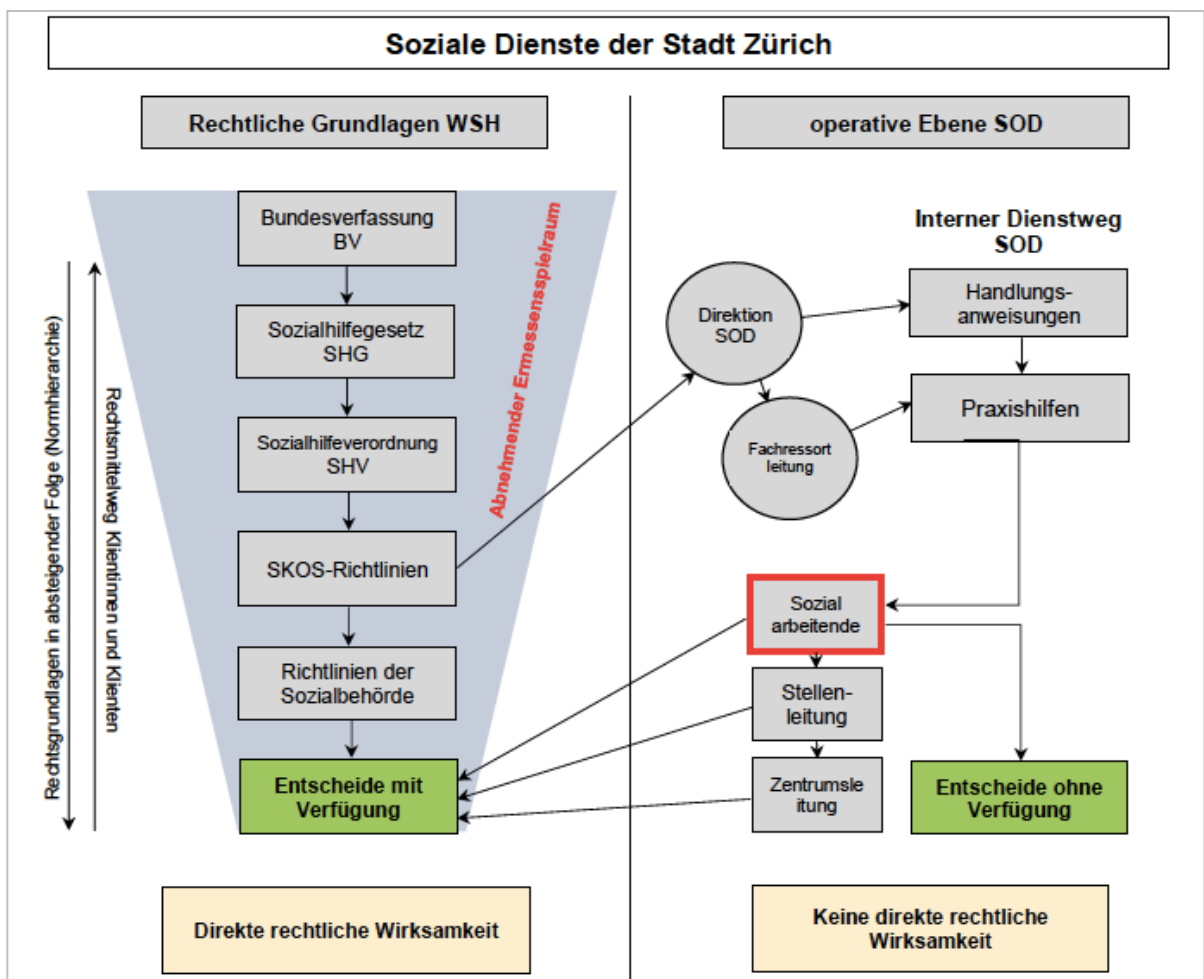 Soziale Dienste der Stadt Zürich
Rechtliche Grundlagen WSH
Bundesverfassung
BV
Sozialhilfegesetz
SHG
Sozialhilfeverordnung
SHV
SKOS-Richtlinien
Richtlinien der
Sozialbehörde
Entscheide mit
Verfügung
Abnehmender Ermessensspielraum
Rechtsgrundlagen in absteigender Folge (Normhierarchie)
Rechtsmittelweg Klientinnen und Klienten
Direkte rechtliche Wirksamkeit
operative Ebene SOD
Interner Dienstweg
SOD
Direktion
SOD
Handlungs-
anweisungen
Fachressort
leitung
Praxishilfen
Sozial
arbeitende
Stellen-
leitung
Zentrumsle
itung
Entscheide ohne
Verfügung
Keine direkte rechtliche
Wirksamkeit